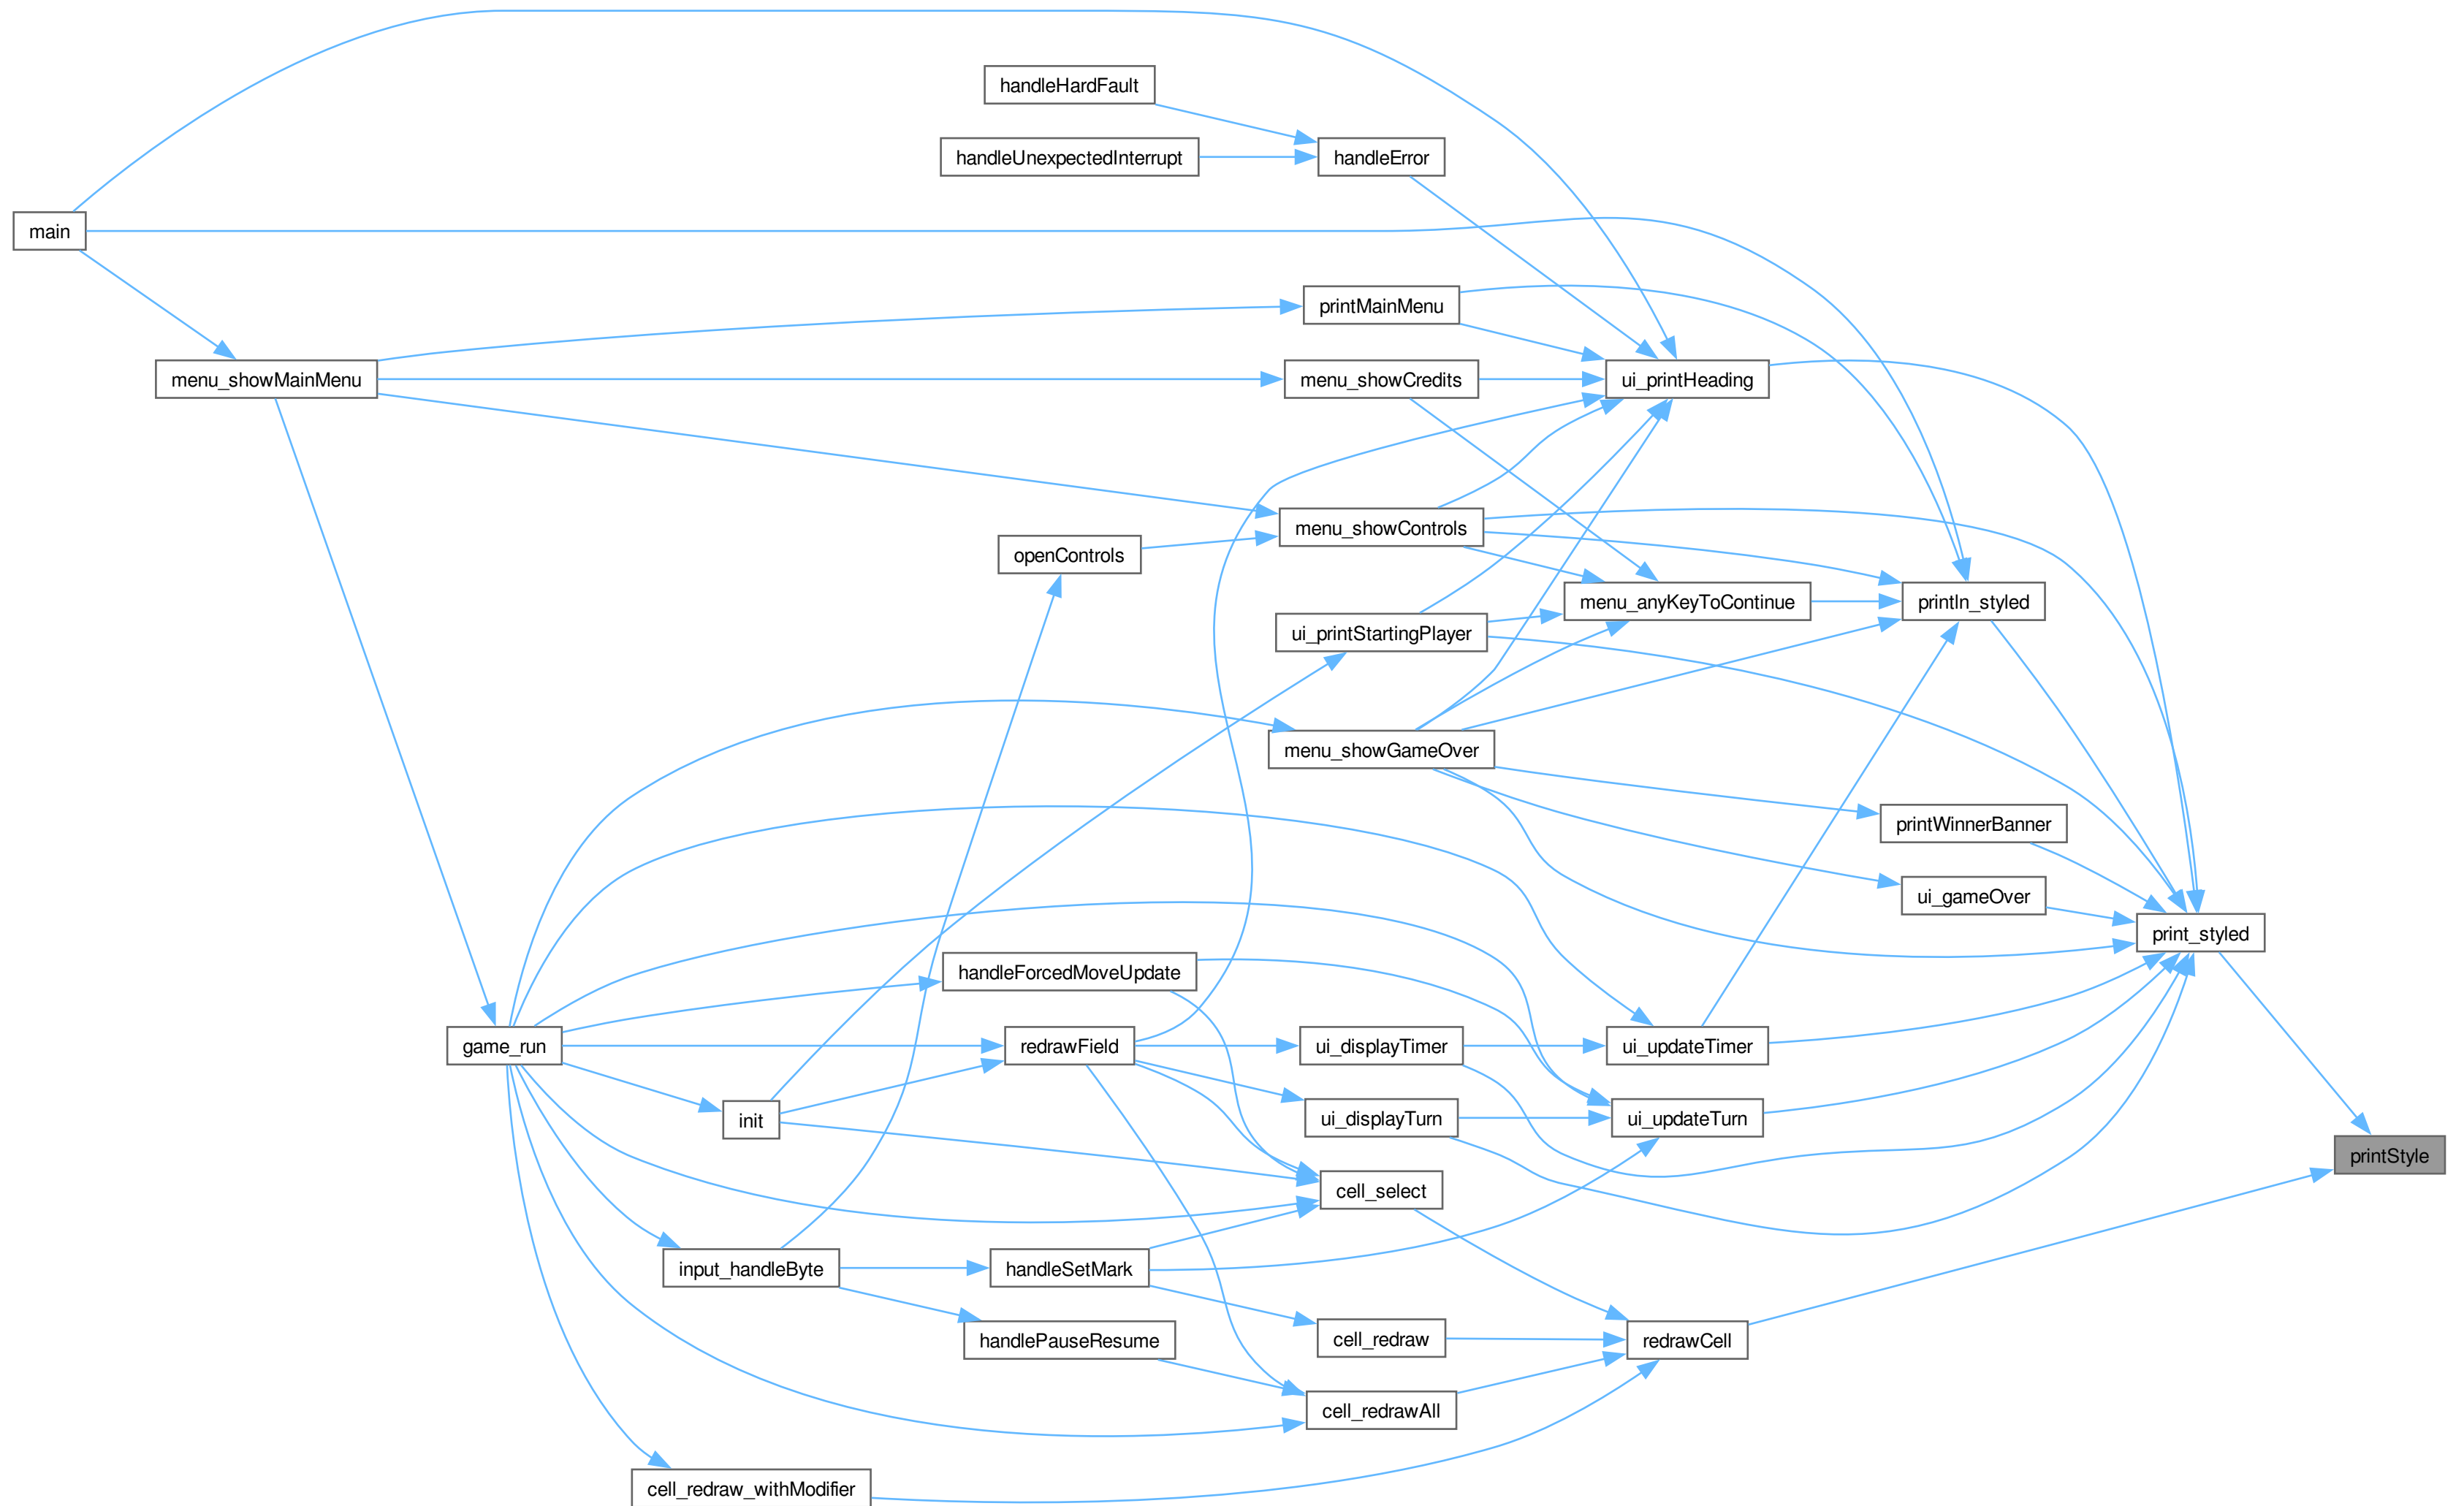 handleHardFault
handleUnexpectedInterrupt
handleError
main
printMainMenu
menu_showMainMenu
menu_showCredits
ui_printHeading
menu_showControls
openControls
menu_anyKeyToContinue
println_styled
ui_printStartingPlayer
menu_showGameOver
printWinnerBanner
ui_gameOver
print_styled
handleForcedMoveUpdate
game_run
redrawField
ui_displayTimer
ui_updateTimer
init
ui_displayTurn
ui_updateTurn
printStyle
cell_select
input_handleByte
handleSetMark
handlePauseResume
cell_redraw
redrawCell
cell_redrawAll
cell_redraw_withModifier